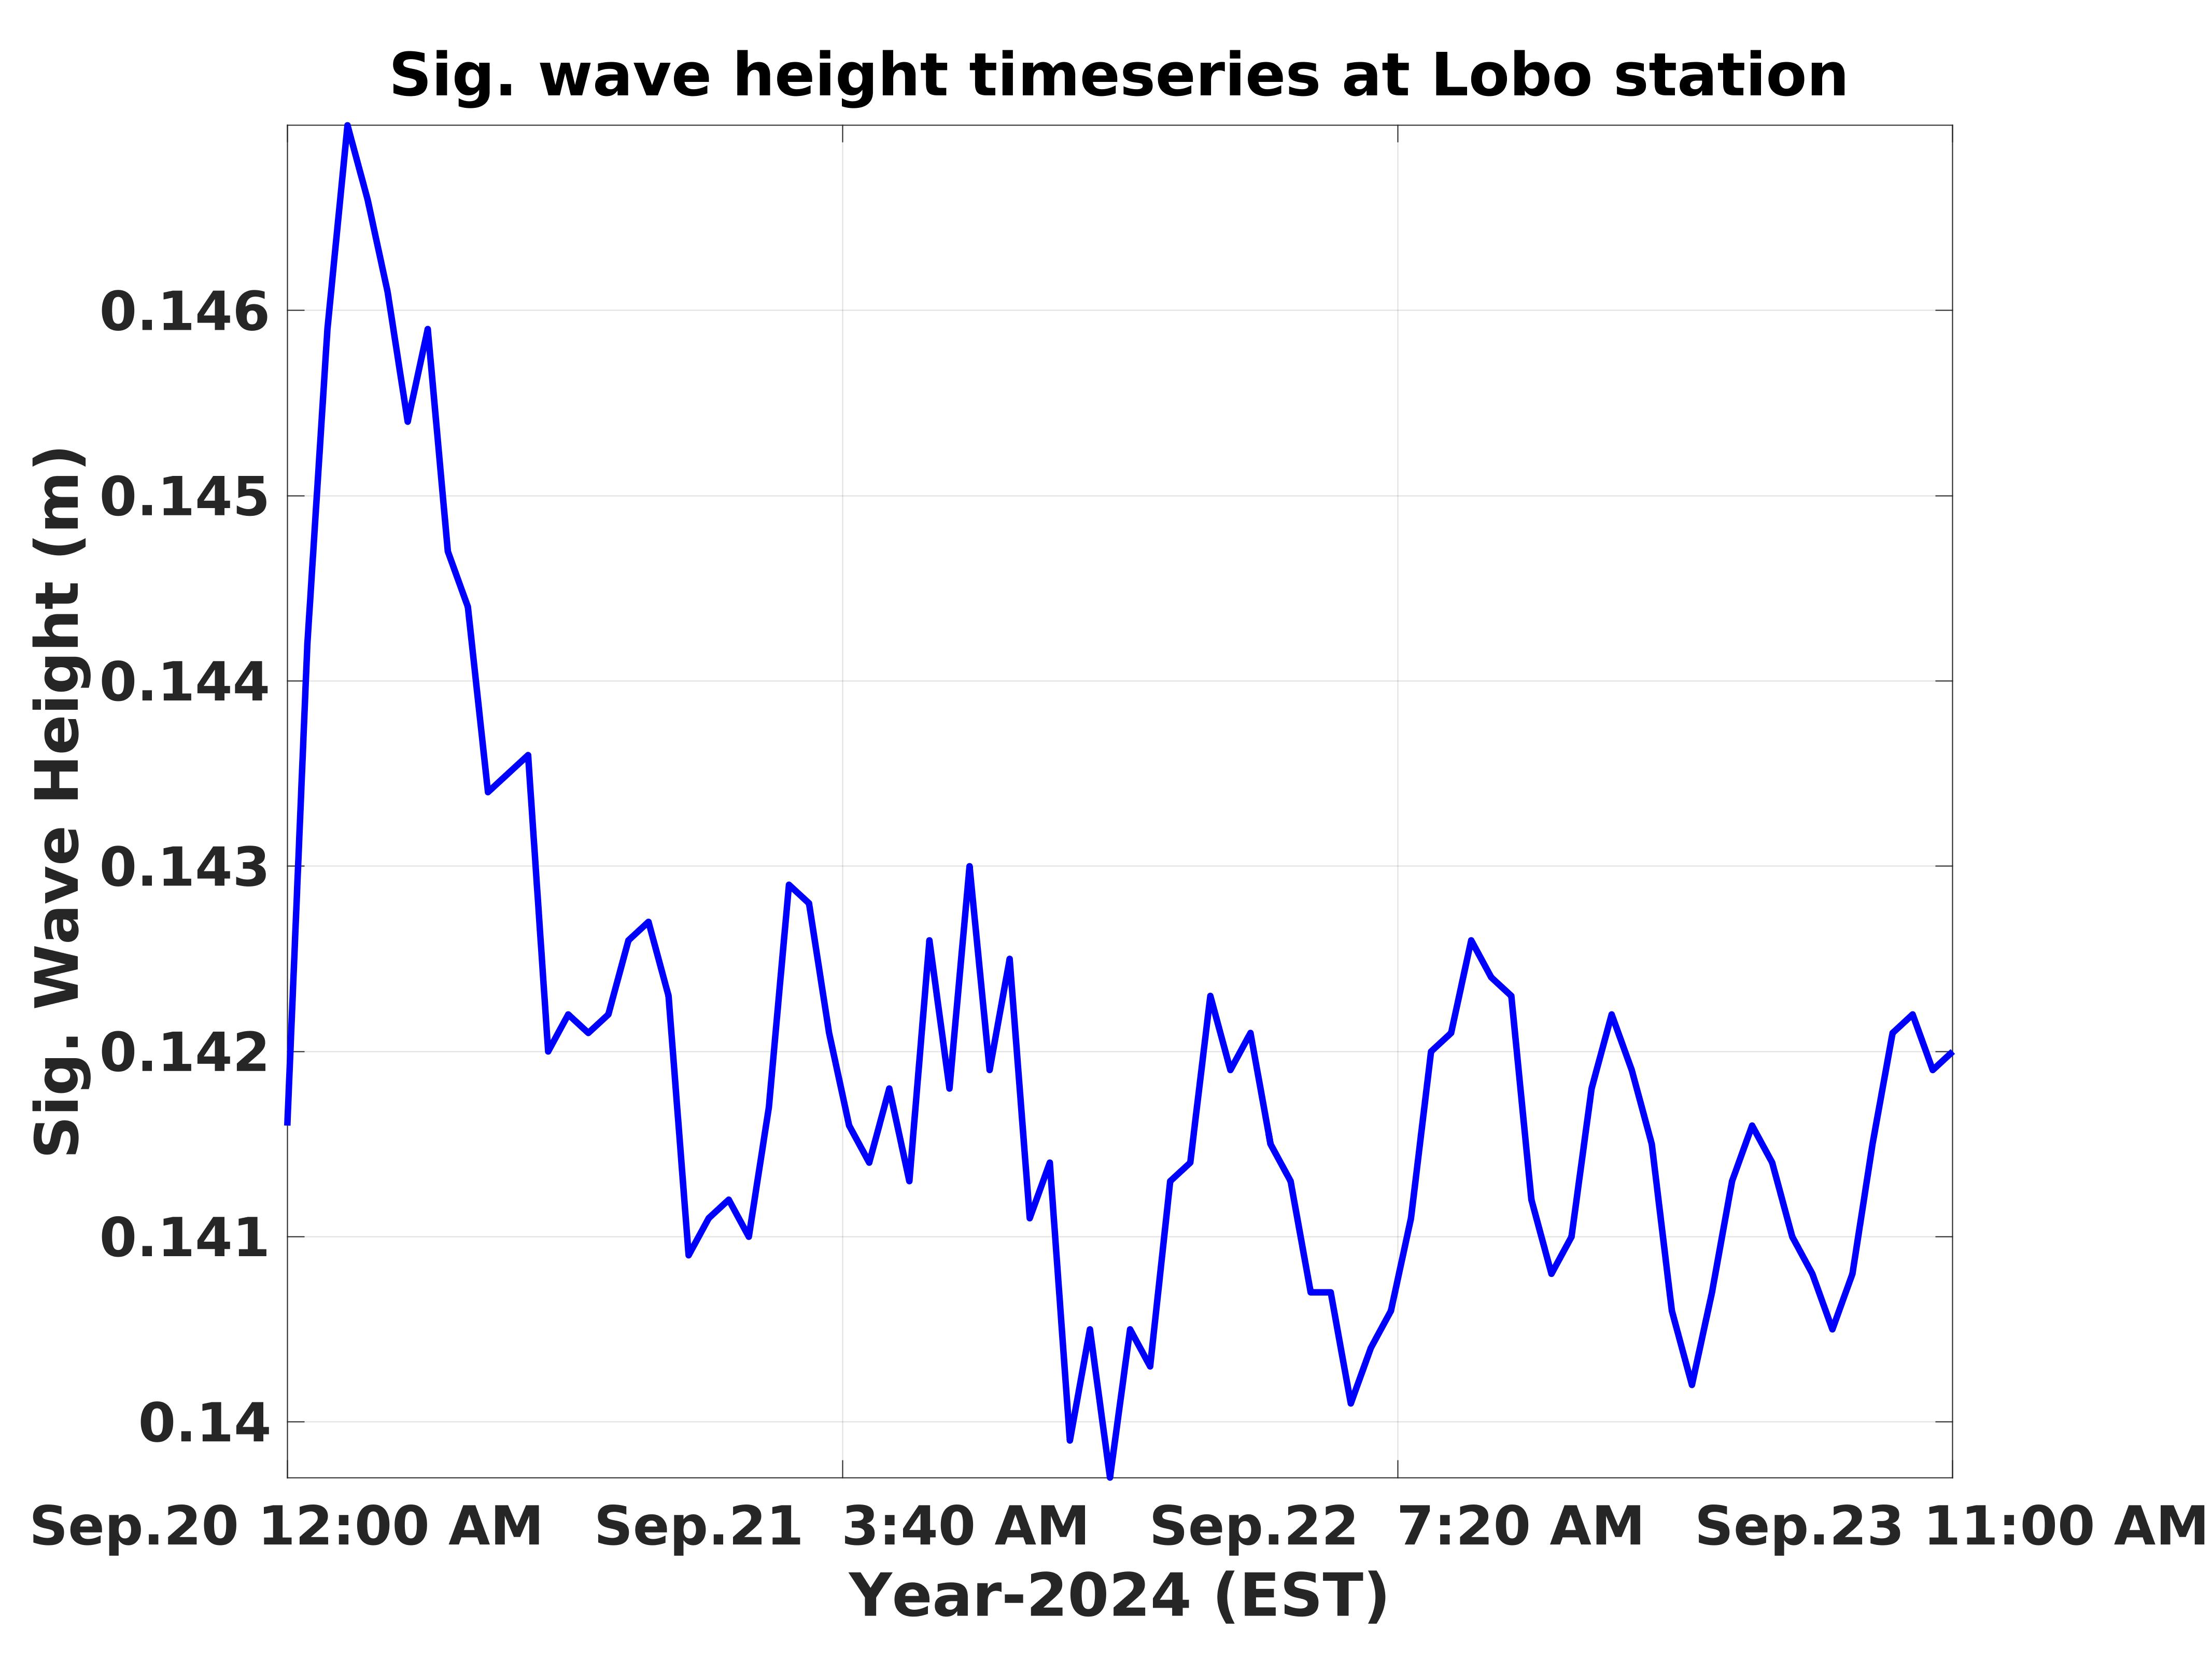 Sig. wave height timeseries at Lobo station
Sig. Wave Height (m)
0.146
0.145
0.144
0.143
0.142
0.141
0.14
Sep.20 12:00 AM Sep.21 3:40 AM Sep.22 7:20 AM Sep.23 11:00 AM
Year-2024 (EST)